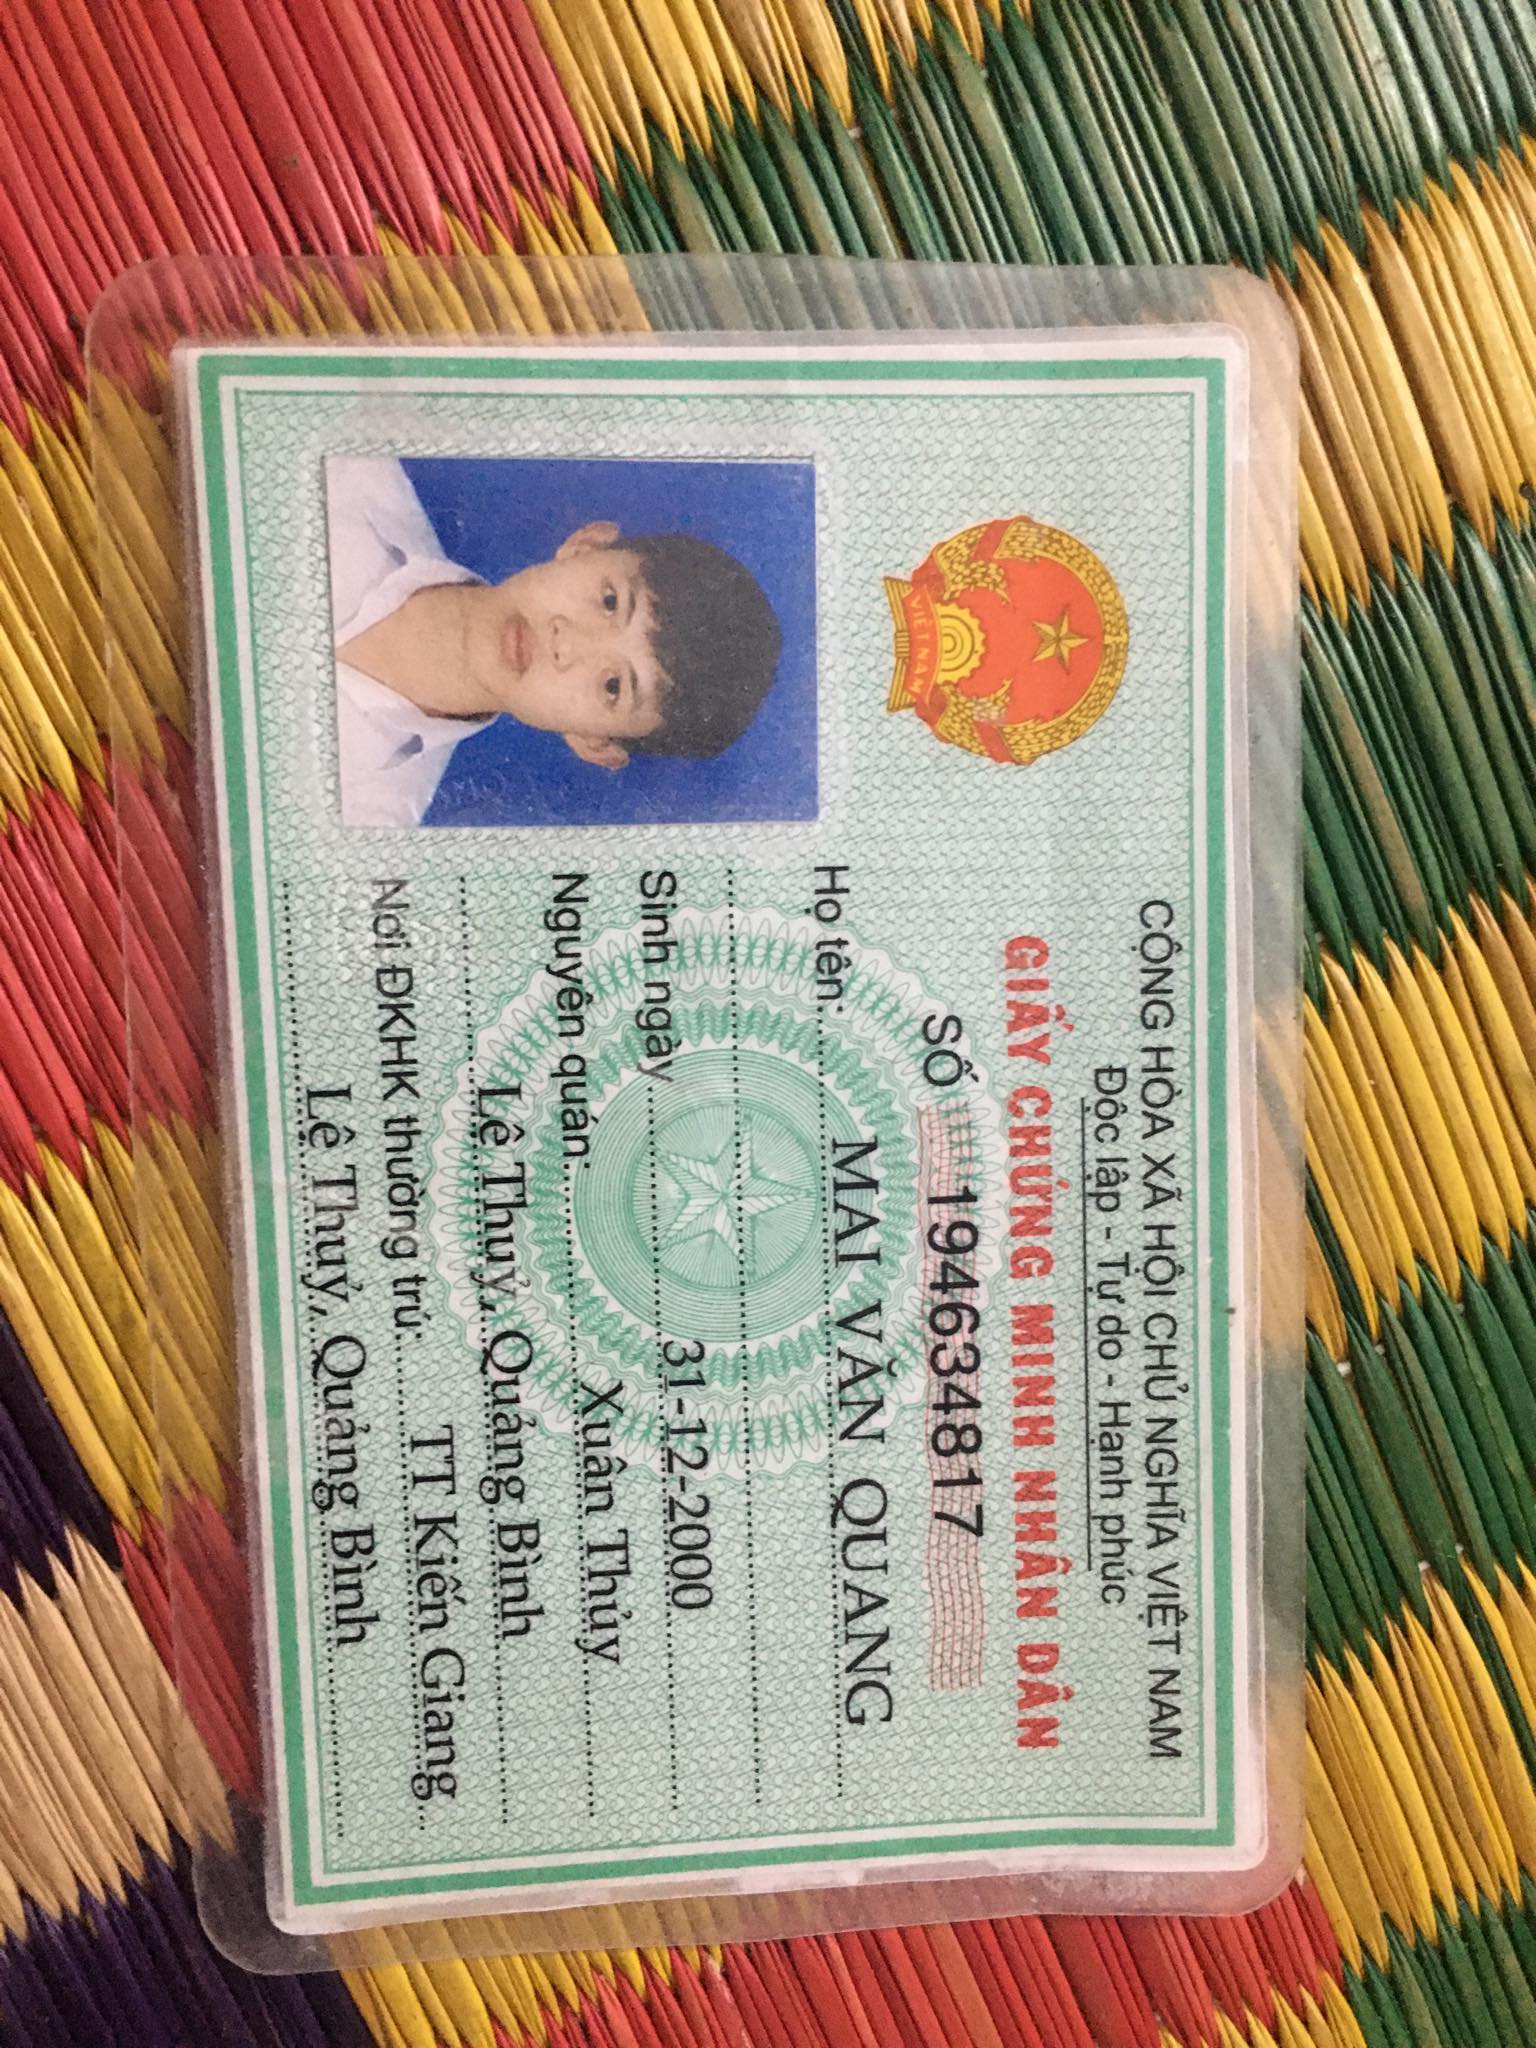 CỘNG HÒA XÃ HỘI CHỦ NGHĨA VIỆT NAM
Độc lập - Tự do - Hạnh phúc
GIẤY CHỨNG MINH NHÂN DÂN
SỐ 194634817
Họ tên: MAI VĂN QUANG
Sinh ngày 31-12-2000
Nguyên quán: Xuân Thủy
Lê Thuỷ, Quảng Bình
Nơi ĐKHK thường trú: TT Kiến Giang
Lê Thuỷ, Quảng Bình
VIỆT NAM